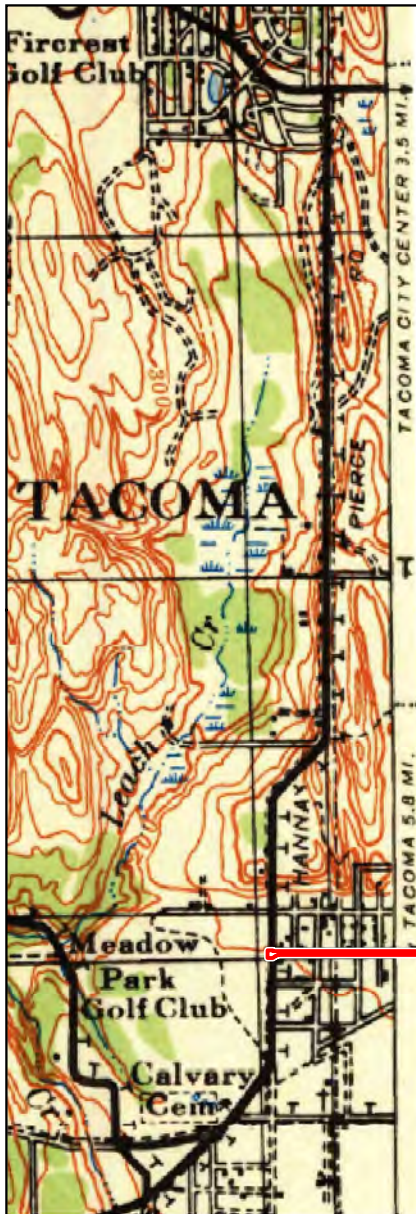 Fircrest
Golf Club
TACOMA CITY CENTER 3.5 MI.
PIERCE RD
300
TACOMA
Cr
Leach
HANNAH
TACOMA 5.8 MI.
Meadow
Park
Golf Club
Calvary
Cem
Cr